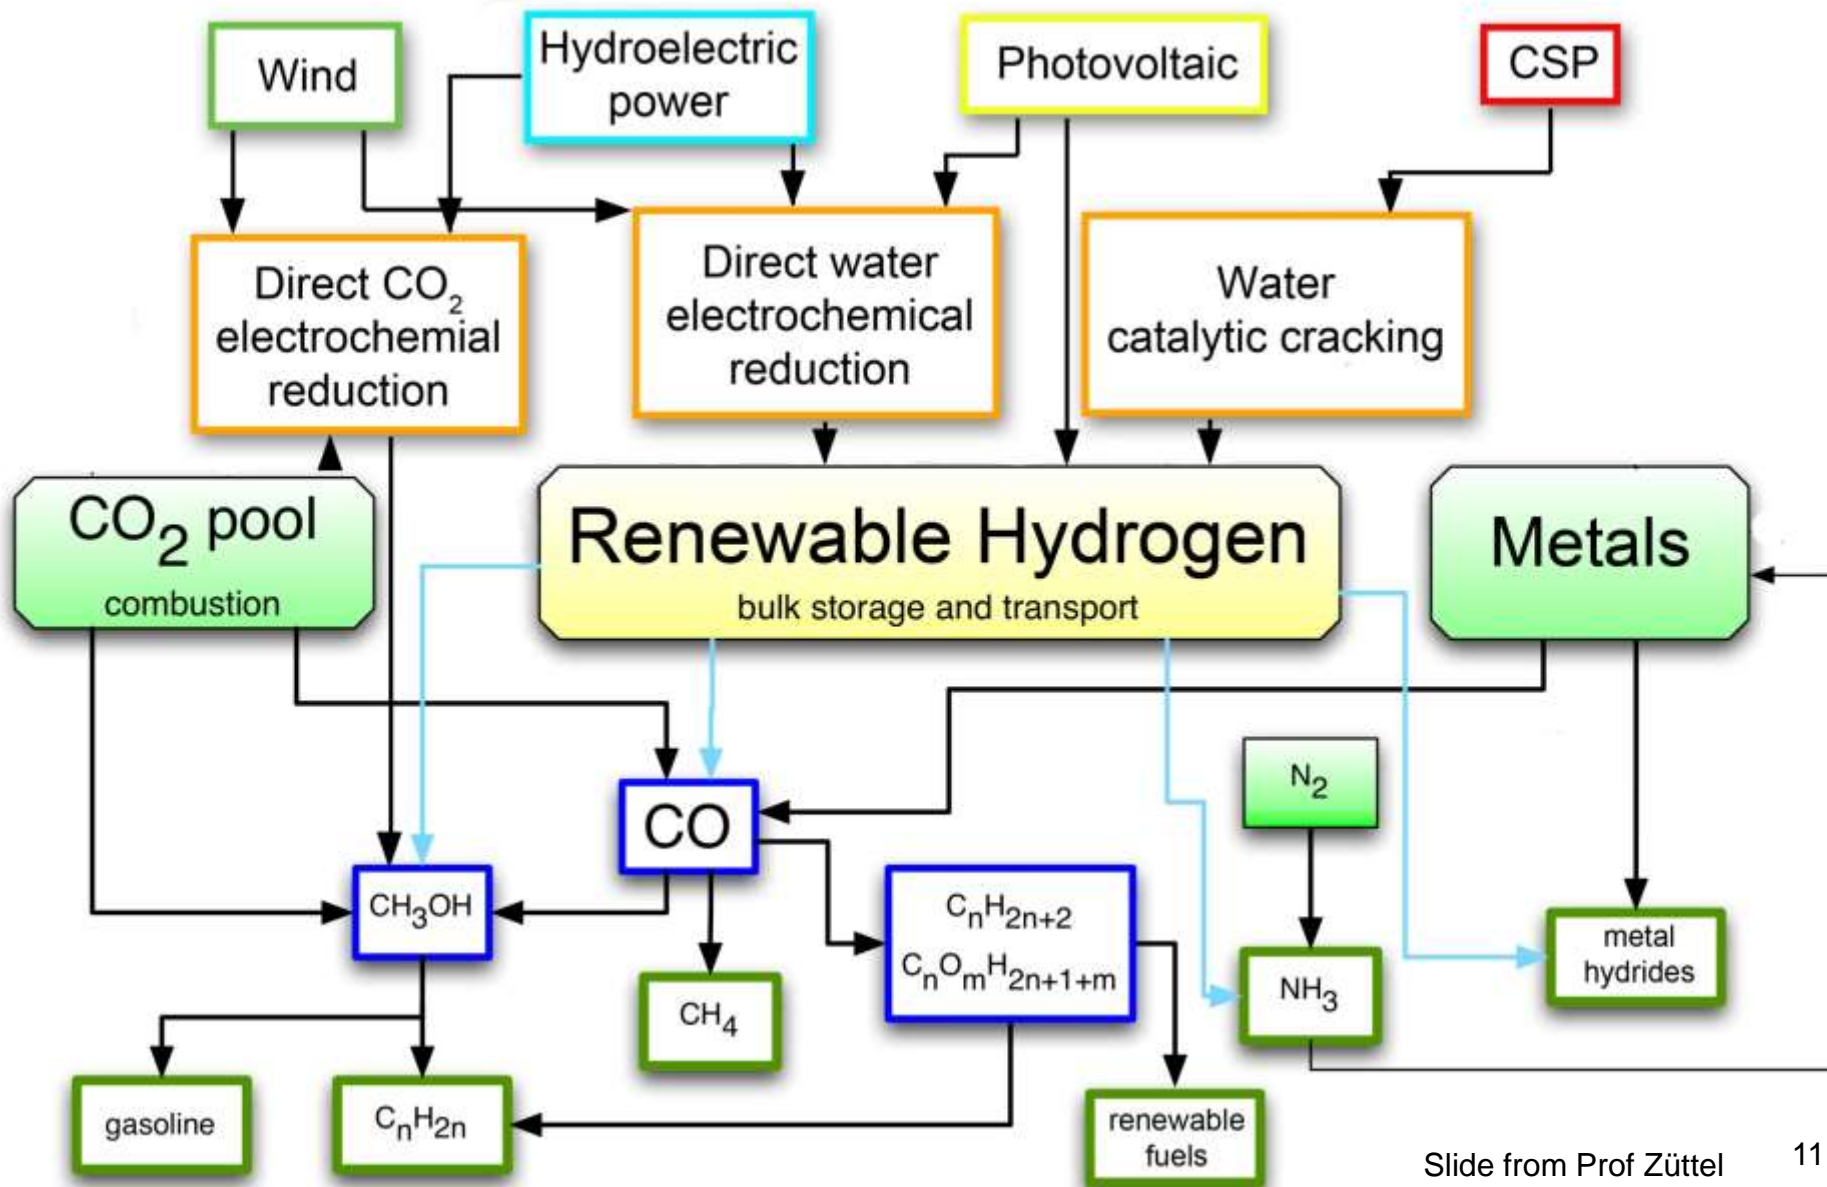 Wind
Hydroelectric
power
Photovoltaic
CSP
Direct CO₂
electrochemial
reduction
Direct water
electrochemical
reduction
Water
catalytic cracking
CO₂ pool
combustion
Renewable Hydrogen
bulk storage and transport
Metals
N₂
CO
CH₃OH
CₙH₂ₙ₊₂
CₙOₘH₂ₙ₊₁₊ₘ
metal
hydrides
CH₄
NH₃
gasoline
CₙH₂ₙ
renewable
fuels
Slide from Prof Züttel
11